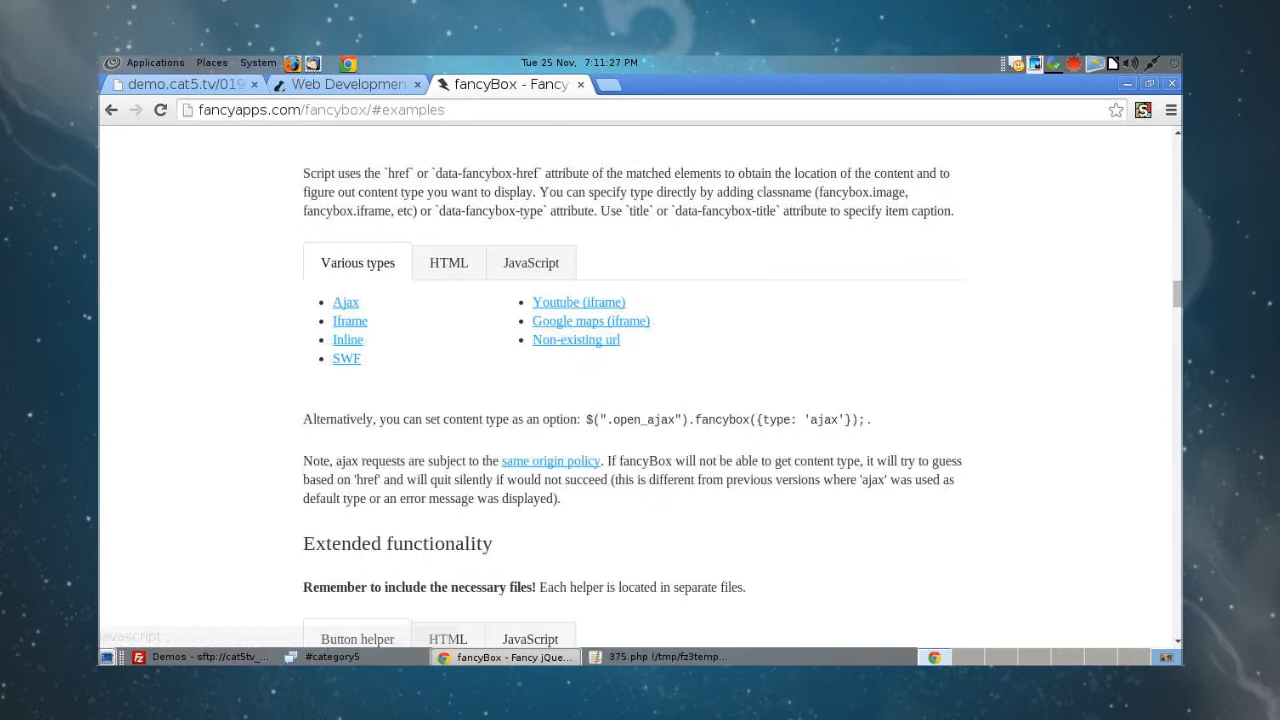 Applications Places System Tue 25 Nov, 7:11:27 PM
demo.cat5.tv/019 × Web Developmen × fancyBox - Fancy j ×
fancyapps.com/fancybox/#examples
Script uses the `href` or `data-fancybox-href` attribute of the matched elements to obtain the location of the content and to
figure out content type you want to display. You can specify type directly by adding classname (fancybox.image,
fancybox.iframe, etc) or `data-fancybox-type` attribute. Use `title` or `data-fancybox-title` attribute to specify item caption.
Various types HTML JavaScript
• Ajax
• Iframe
• Inline
• SWF
• Youtube (iframe)
• Google maps (iframe)
• Non-existing url
Alternatively, you can set content type as an option: $(".open_ajax").fancybox({type: 'ajax'});.
Note, ajax requests are subject to the same origin policy. If fancyBox will not be able to get content type, it will try to guess
based on 'href' and will quit silently if would not succeed (this is different from previous versions where 'ajax' was used as
default type or an error message was displayed).
Extended functionality
Remember to include the necessary files! Each helper is located in separate files.
Button helper HTML JavaScript
javascript:;
Demos - sftp://cat5tv_... #category5 fancyBox - Fancy jQue... 375.php (/tmp/fz3temp...